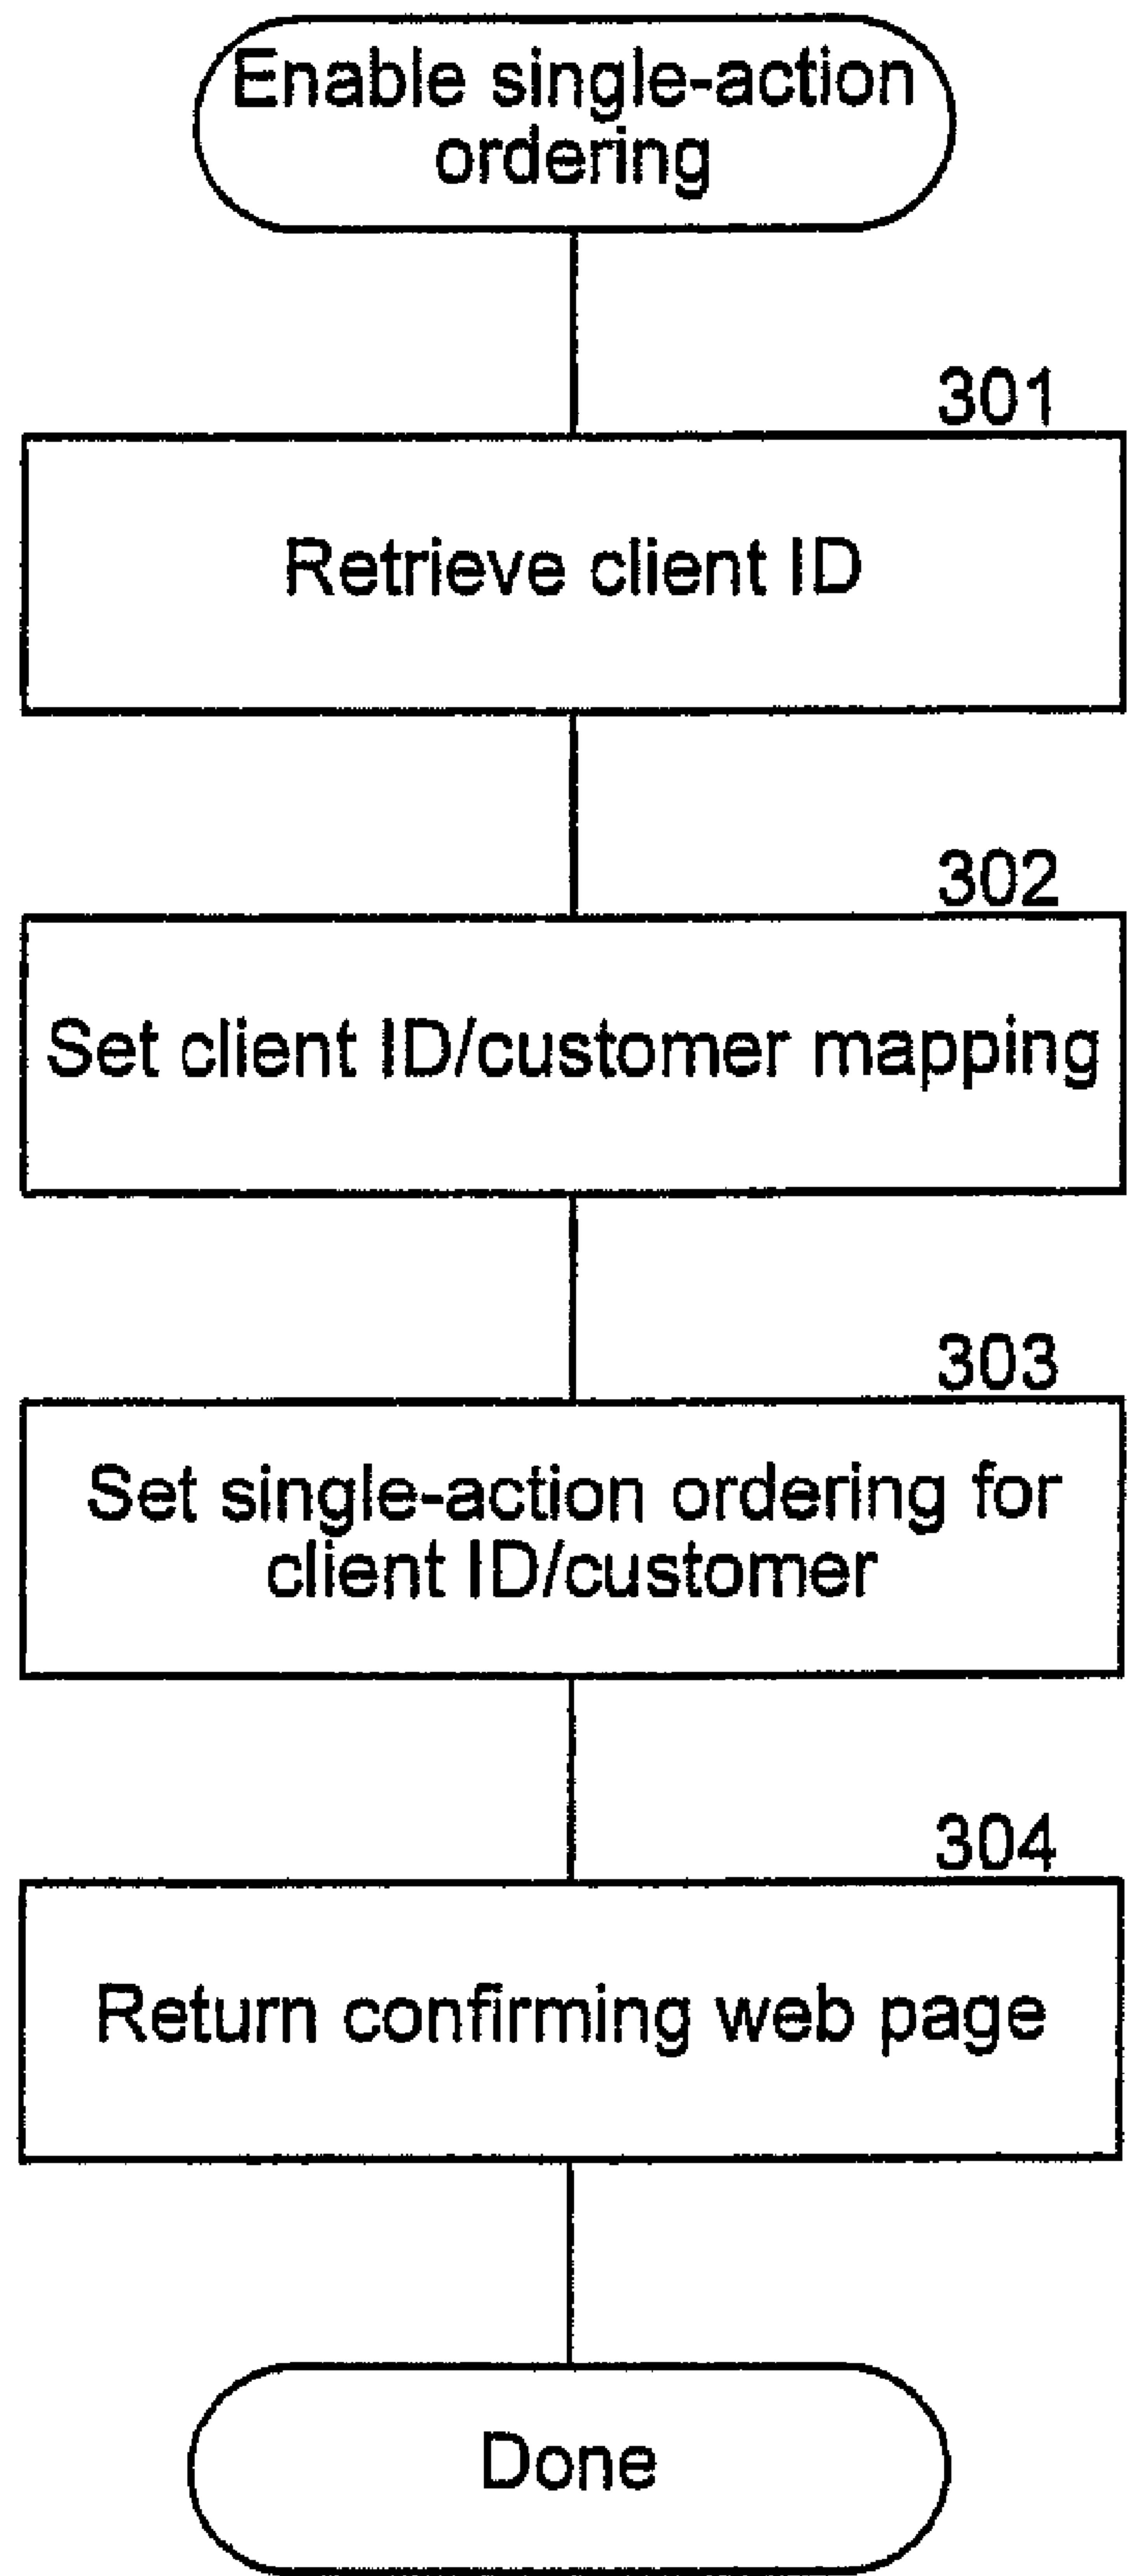 Enable single-action
ordering
301
Retrieve client ID
302
Set client ID/customer mapping
303
Set single-action ordering for
client ID/customer
304
Return confirming web page
Done